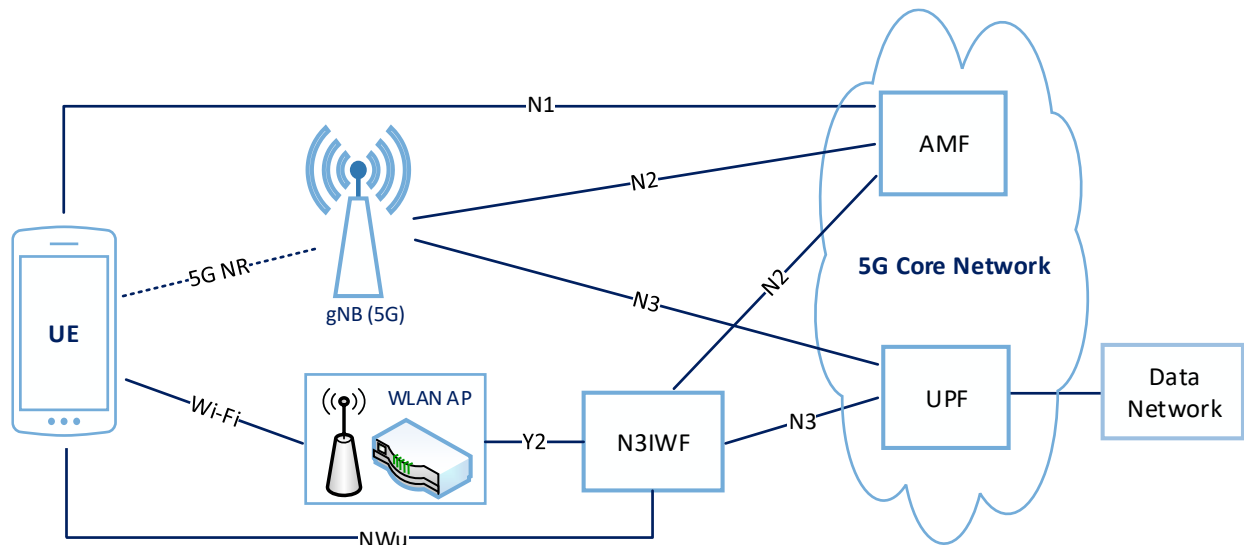 N1
AMF
N2
5G NR
gNB (5G)
N2
5G Core Network
N3
UE
WLAN AP
Wi-Fi
Y2
N3IWF
N3
UPF
Data
Network
NWu